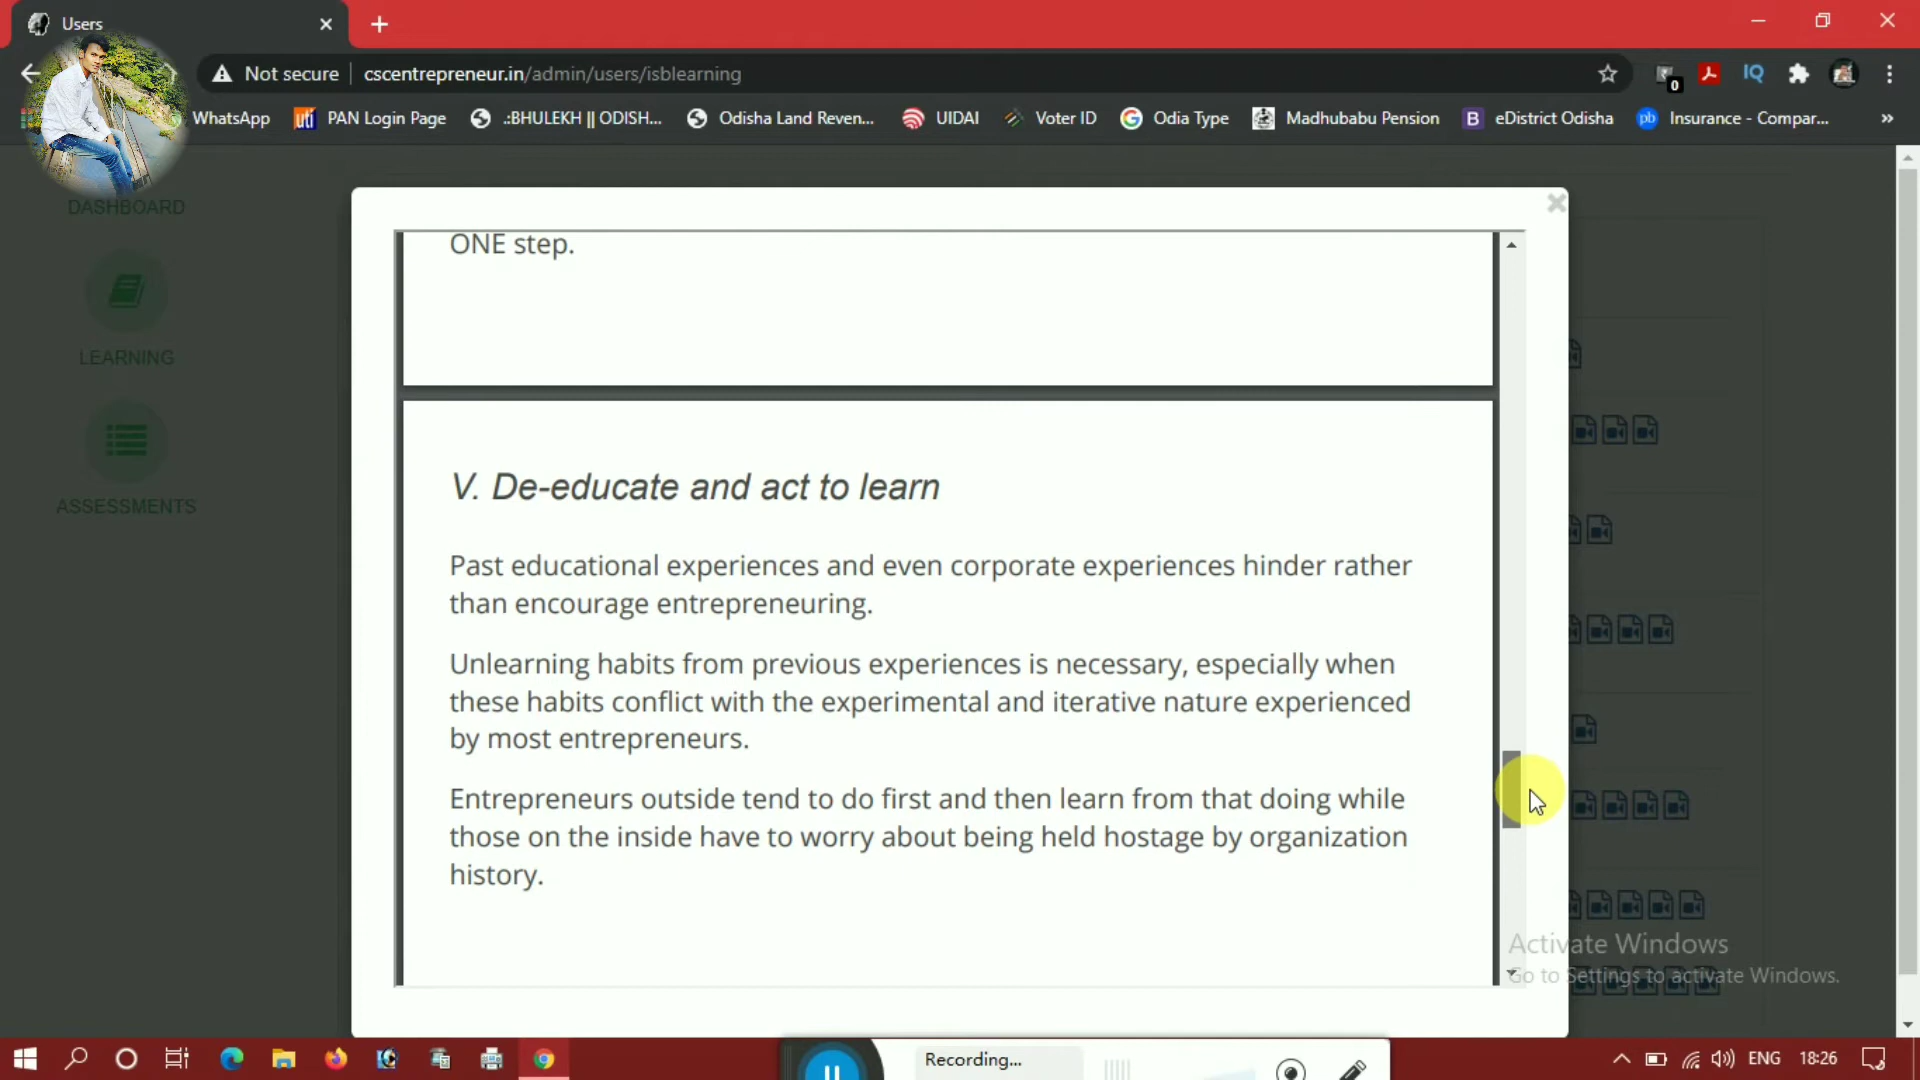 Users
Not secure
cscentrepreneur.in/admin/users/isblearning
0
IQ
WhatsApp
uti PAN Login Page
.:BHULEKH || ODISH...
Odisha Land Reven...
UIDAI
Voter ID
Odia Type
Madhubabu Pension
B eDistrict Odisha
pb Insurance - Compar...
»
DASHBOARD
LEARNING
ASSESSMENTS
ONE step.
V. De-educate and act to learn
Past educational experiences and even corporate experiences hinder rather
than encourage entrepreneuring.
Unlearning habits from previous experiences is necessary, especially when
these habits conflict with the experimental and iterative nature experienced
by most entrepreneurs.
Entrepreneurs outside tend to do first and then learn from that doing while
those on the inside have to worry about being held hostage by organization
history.
Activate Windows
Go to Settings to activate Windows.
Recording...
ENG
18:26